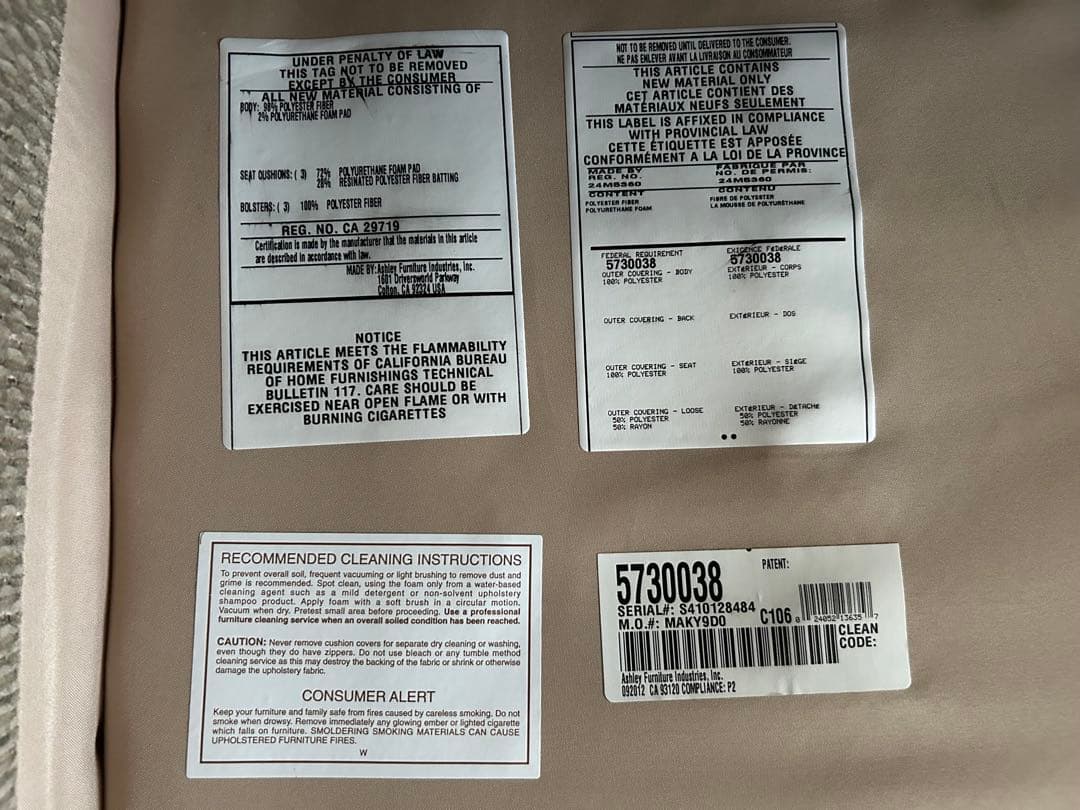 UNDER PENALTY OF LAW
THIS TAG NOT TO BE REMOVED
EXCEPT BY THE CONSUMER
ALL NEW MATERIAL CONSISTING OF
BODY: 98% POLYESTER FIBER
2% POLYURETHANE FOAM PAD
SEAT CUSHIONS: ( 3) 72% POLYURETHANE FOAM PAD
28% RESINATED POLYESTER FIBER BATTING
BOLSTERS: ( 3) 100% POLYESTER FIBER
REG. NO. CA 29719
Certification is made by the manufacturer that the materials in this article
are described in accordance with law.
MADE BY: Ashley Furniture Industries, Inc.
1601 Driversworld Parkway
Colton, CA 92324 USA
NOTICE
THIS ARTICLE MEETS THE FLAMMABILITY
REQUIREMENTS OF CALIFORNIA BUREAU
OF HOME FURNISHINGS TECHNICAL
BULLETIN 117. CARE SHOULD BE
EXERCISED NEAR OPEN FLAME OR WITH
BURNING CIGARETTES
NOT TO BE REMOVED UNTIL DELIVERED TO THE CONSUMER.
NE PAS ENLEVER AVANT LA LIVRAISON AU CONSOMMATEUR
THIS ARTICLE CONTAINS
NEW MATERIAL ONLY
CET ARTICLE CONTIENT DES
MATÉRIAUX NEUFS SEULEMENT
THIS LABEL IS AFFIXED IN COMPLIANCE
WITH PROVINCIAL LAW
CETTE ÉTIQUETTE EST APPOSÉE
CONFORMÉMENT A LA LOI DE LA PROVINCE
MADE BY FABRIQUE PAR
REG. NO. NO. DE PERMIS:
24MB360 24MB360
CONTENT CONTENU
POLYESTER FIBER FIBRE DE POLYESTER
POLYURETHANE FOAM LA MOUSSE DE POLYURÉTHANE
FEDERAL REQUIREMENT EXIGENCE FéDéRALE
5730038 5730038
OUTER COVERING - BODY EXTéRIEUR - CORPS
100% POLYESTER 100% POLYESTER
OUTER COVERING - BACK EXTéRIEUR - DOS
OUTER COVERING - SEAT EXTéRIEUR - SIèGE
100% POLYESTER 100% POLYESTER
OUTER COVERING - LOOSE EXTéRIEUR - DéTACHé
50% POLYESTER 50% POLYESTER
50% RAYON 50% RAYONNE
RECOMMENDED CLEANING INSTRUCTIONS
To prevent overall soil, frequent vacuuming or light brushing to remove dust and
grime is recommended. Spot clean, using the foam only from a water-based
cleaning agent such as a mild detergent or non-solvent upholstery
shampoo product. Apply foam with a soft brush in a circular motion.
Vacuum when dry. Pretest small area before proceeding. Use a professional
furniture cleaning service when an overall soiled condition has been reached.
CAUTION: Never remove cushion covers for separate dry cleaning or washing,
even though they do have zippers. Do not use bleach or any tumble method
cleaning service as this may destroy the backing of the fabric or shrink or otherwise
damage the upholstery fabric.
CONSUMER ALERT
Keep your furniture and family safe from fires caused by careless smoking. Do not
smoke when drowsy. Remove immediately any glowing ember or lighted cigarette
which falls on furniture. SMOLDERING SMOKING MATERIALS CAN CAUSE
UPHOLSTERED FURNITURE FIRES.
W
5730038 PATENT:
SERIAL#: S410128484
M.O.#: MAKY9D0 C106 0 24052 13635 7
CLEAN
CODE:
Ashley Furniture Industries, Inc.
092012 CA 93120 COMPLIANCE: P2